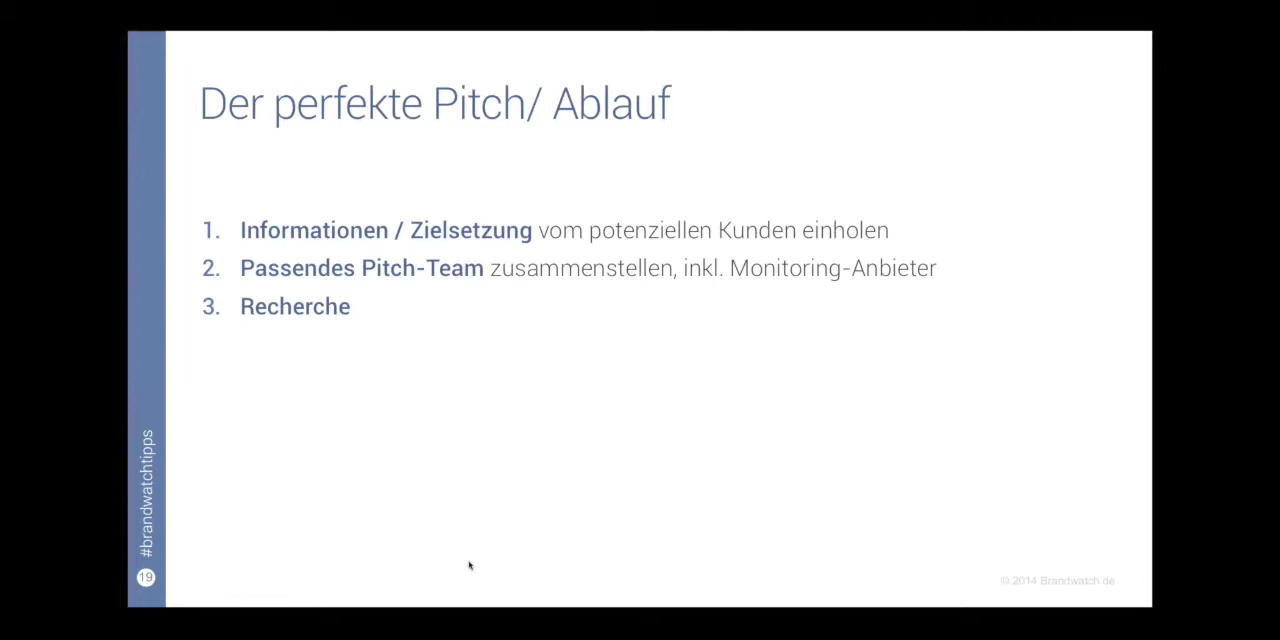 Der perfekte Pitch/ Ablauf
1. Informationen / Zielsetzung vom potenziellen Kunden einholen
2. Passendes Pitch-Team zusammenstellen, inkl. Monitoring-Anbieter
3. Recherche
#brandwatchtipps
19
© 2014 Brandwatch.de